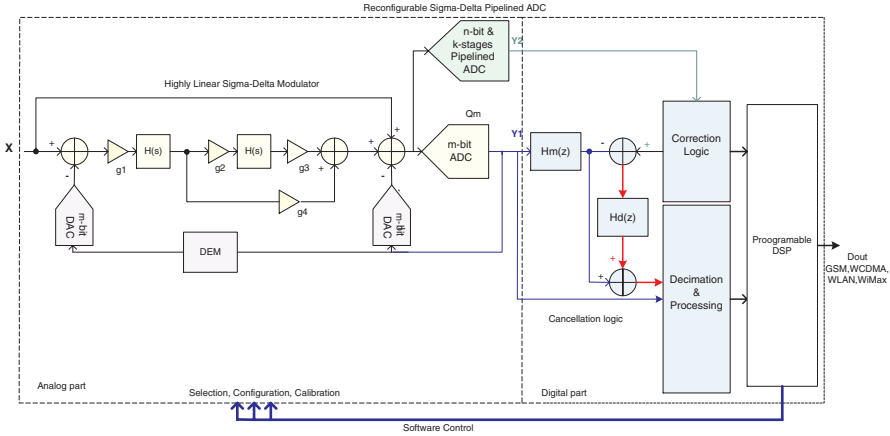 Reconfigurable Sigma-Delta Pipelined ADC
n-bit &
k-stages
Pipelined
ADC
Y2
Highly Linear Sigma-Delta Modulator
Qm
X
+
-
g1
H(s)
g2
H(s)
g3
+
+
g4
+
+
-
m-bit
ADC
Y1
Hm(z)
-
+
Correction
Logic
Hd(z)
+
+
Decimation
&
Processing
Proogramable
DSP
Dout
GSM,WCDMA,
WLAN,WiMax
m-bit
DAC
DEM
m-bit
DAC
Cancellation logic
Analog part
Selection, Configuration, Calibration
Digital part
Software Control